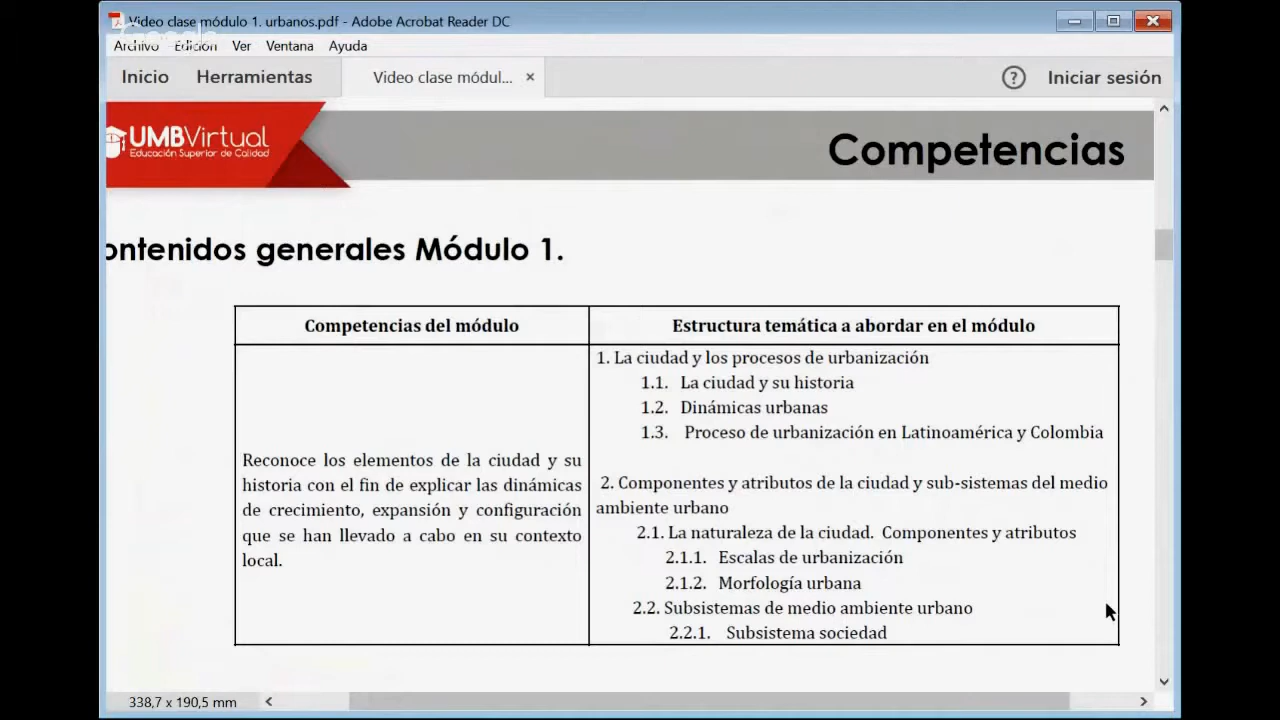 Video clase módulo 1. urbanos.pdf - Adobe Acrobat Reader DC
Archivo Edición Ver Ventana Ayuda
Inicio Herramientas Video clase módul... × ? Iniciar sesión
UMBVirtual
Educación Superior de Calidad
Competencias
ontenidos generales Módulo 1.
Competencias del módulo
Estructura temática a abordar en el módulo
Reconoce los elementos de la ciudad y su
historia con el fin de explicar las dinámicas
de crecimiento, expansión y configuración
que se han llevado a cabo en su contexto
local.
1. La ciudad y los procesos de urbanización
1.1. La ciudad y su historia
1.2. Dinámicas urbanas
1.3. Proceso de urbanización en Latinoamérica y Colombia
2. Componentes y atributos de la ciudad y sub-sistemas del medio
ambiente urbano
2.1. La naturaleza de la ciudad. Componentes y atributos
2.1.1. Escalas de urbanización
2.1.2. Morfología urbana
2.2. Subsistemas de medio ambiente urbano
2.2.1. Subsistema sociedad
338,7 x 190,5 mm